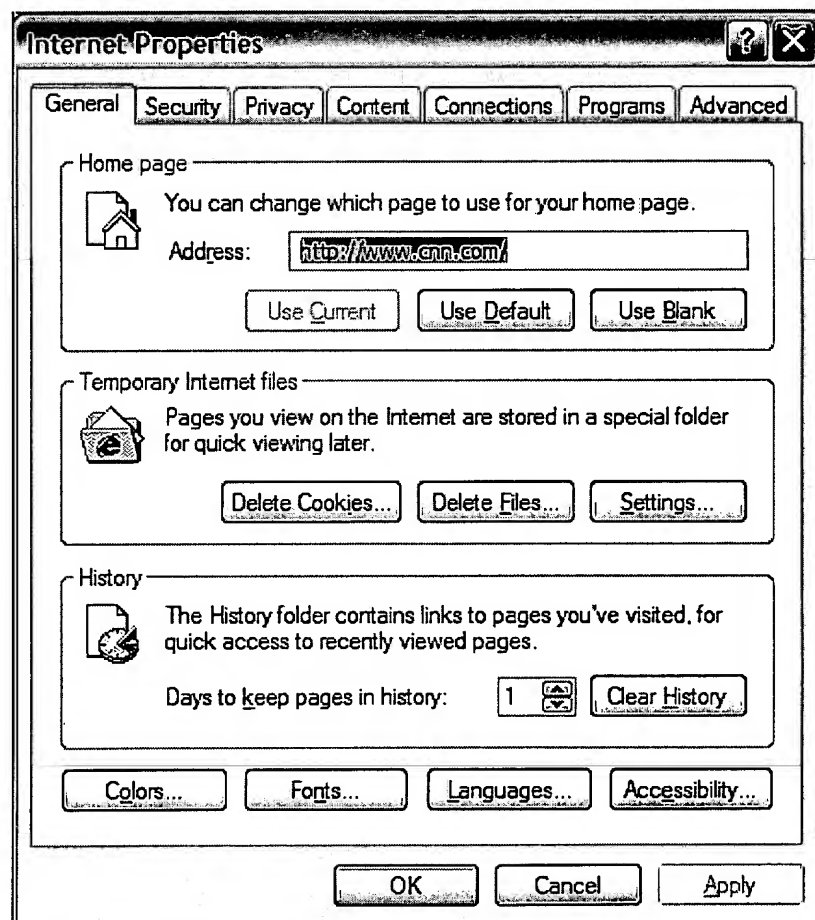 Internet Properties
General Security Privacy Content Connections Programs Advanced
Home page
You can change which page to use for your home page.
Address: http://www.cnn.com/
Use Current Use Default Use Blank
Temporary Internet files
Pages you view on the Internet are stored in a special folder
for quick viewing later.
Delete Cookies... Delete Files... Settings...
History
The History folder contains links to pages you've visited, for
quick access to recently viewed pages.
Days to keep pages in history: 1 Clear History
Colors... Fonts... Languages... Accessibility...
OK Cancel Apply